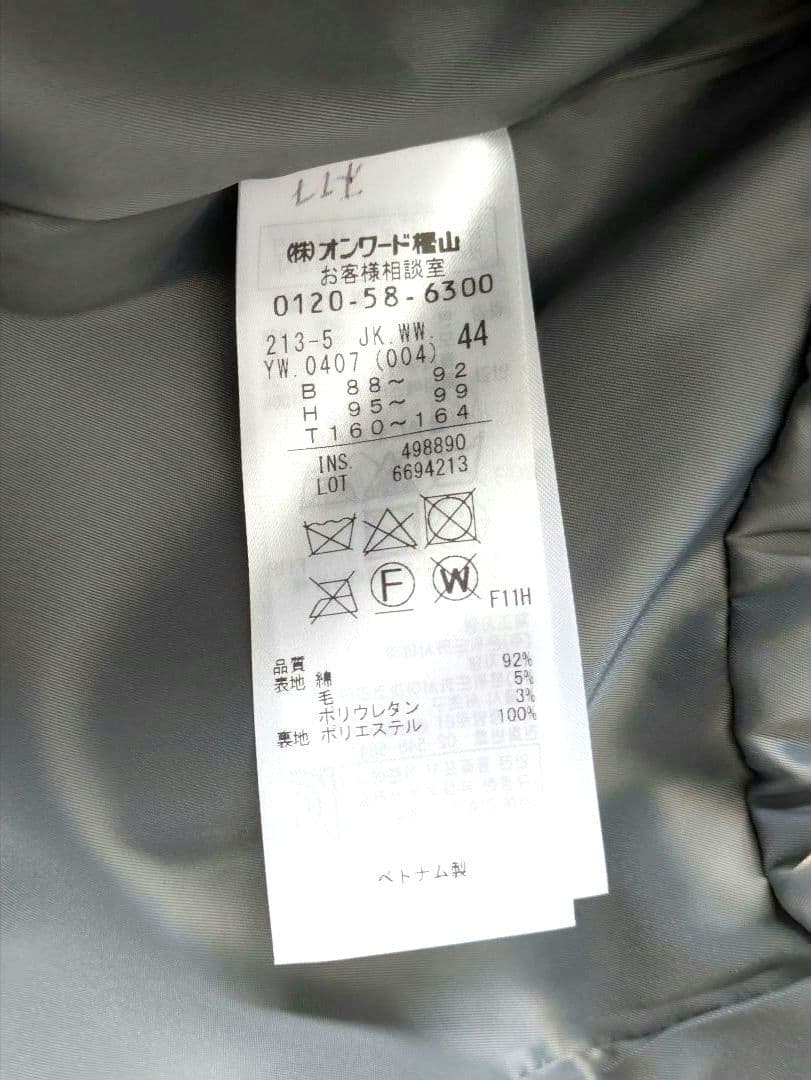 (株)オンワード樫山
お客様相談室
0120-58-6300
213-5 JK.WW. 44
YW.0407 (004)
B 88～ 92
H 95～ 99
T160～164
INS. 498890
LOT 6694213
F W F11H
品質
表地 綿 92%
毛 5%
ポリウレタン 3%
裏地 ポリエステル 100%
ベトナム製